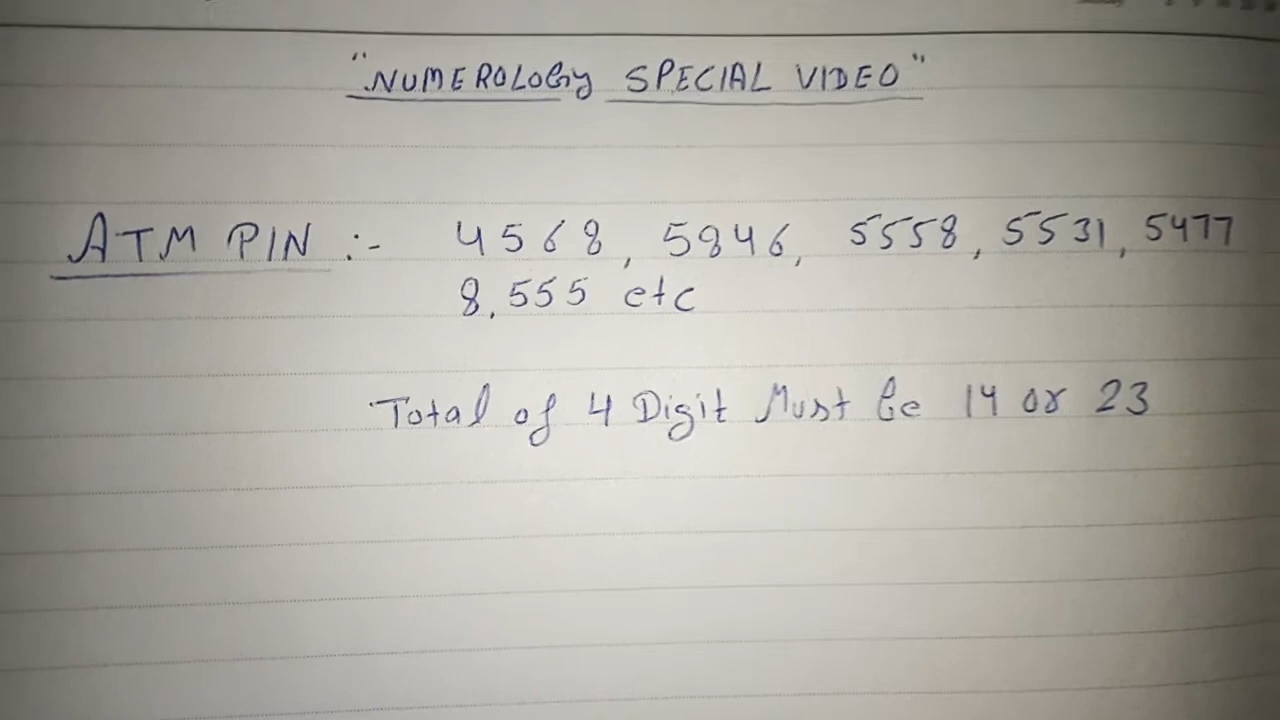 "NUMEROLOGy SPECIAL VIDEO"
ATM PIN :- 4568, 5846, 5558, 5531, 5477
8,555 etc
Total of 4 Digit Must be 14 or 23